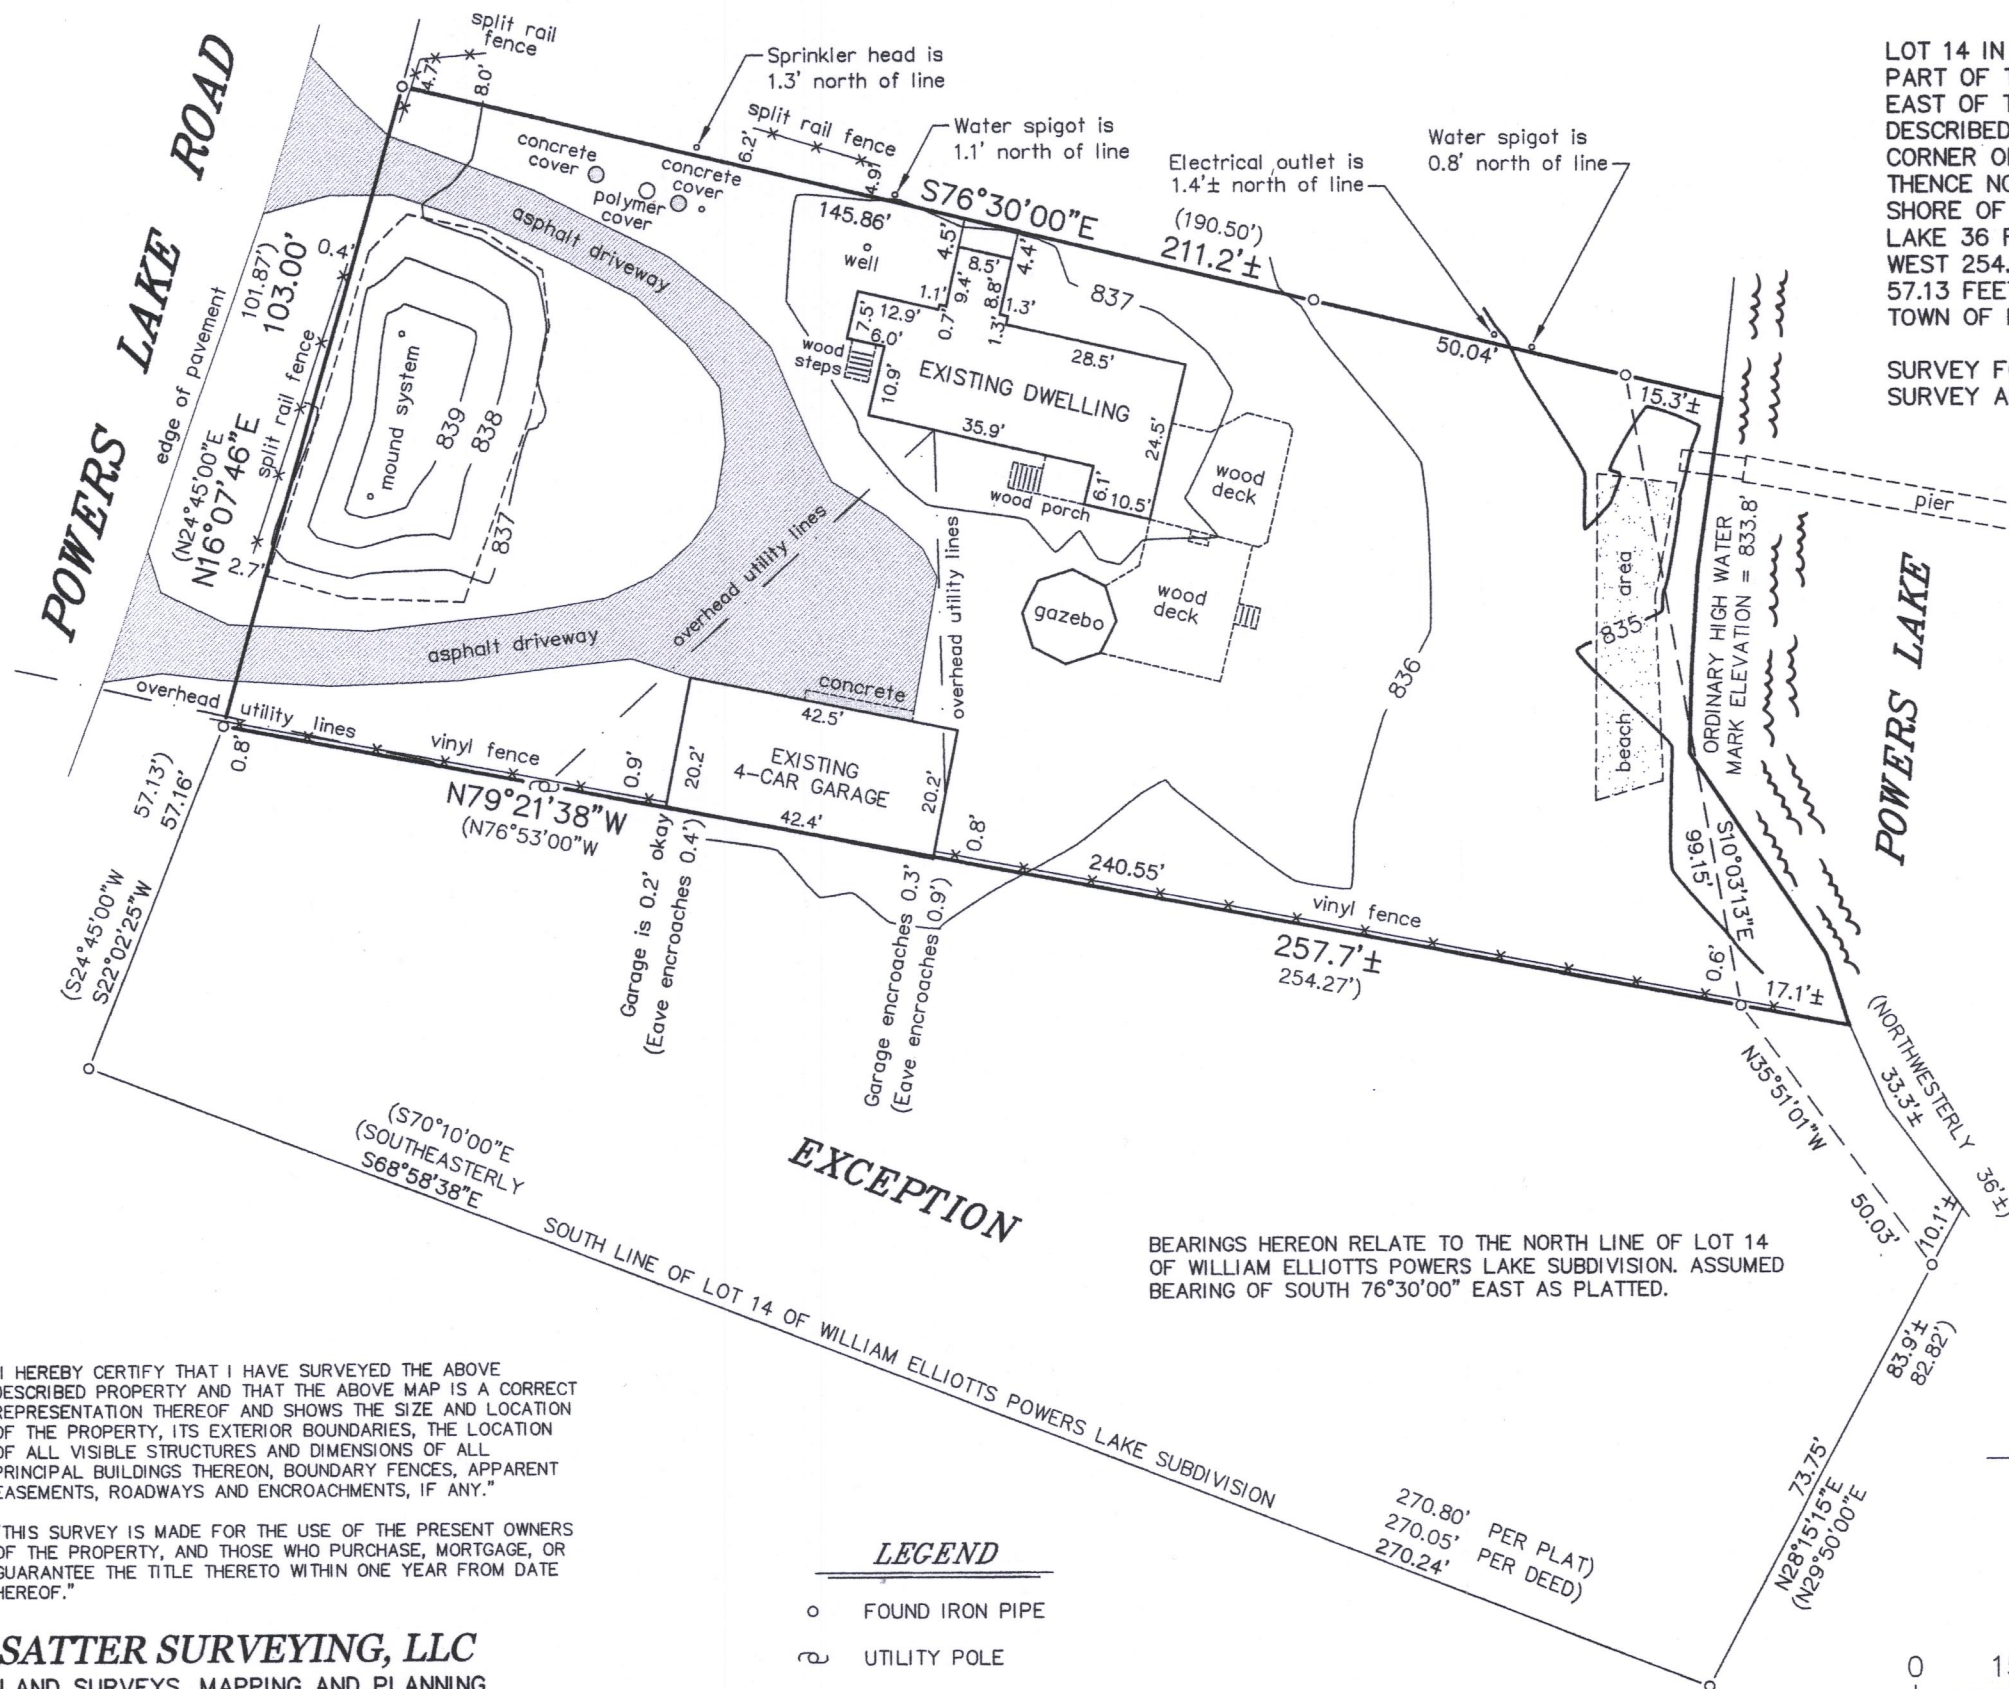 split rail
fence
4.7'
8.0'
Sprinkler head is
1.3' north of line
split rail fence
6.2'
4.9'
Water spigot is
1.1' north of line
Electrical outlet is
1.4'± north of line
Water spigot is
0.8' north of line
LOT 14 IN
PART OF
EAST OF
DESCRIBED
CORNER
THENCE
SHORE OF
LAKE 36
WEST 254.
57.13 FEET
TOWN OF
SURVEY
SURVEY
POWERS LAKE ROAD
edge of pavement
101.87')
103.00'
0.4'
split rail fence
(N24°45'00"E
N16°07'46"E
2.7'
concrete
cover
concrete
cover
polymer
cover
asphalt driveway
mound system
839
838
837
asphalt driveway
145.86'
well
S76°30'00"E
(190.50')
211.2'±
4.5'
4.4'
8.5'
9.4'
8.8'
1.1'
1.3'
0.7'
1.3'
7.5'
12.9'
6.0'
wood
steps
10.9'
28.5'
EXISTING DWELLING
35.9'
24.5'
6.1'
10.5'
wood porch
837
50.04'
15.3'±
wood
deck
wood
deck
gazebo
836
835
beach area
ORDINARY HIGH WATER
MARK ELEVATION = 833.8'
pier
POWERS LAKE
overhead utility lines
overhead utility lines
overhead utility lines
0.8'
vinyl fence
concrete
42.5'
EXISTING
4-CAR GARAGE
20.2'
20.2'
42.4'
0.9'
0.8'
N79°21'38"W
(N76°53'00"W
240.55'
vinyl fence
257.7'±
254.27')
S10°03'13"E
99.15'
0.6'
17.1'±
57.13')
57.16'
(S24°45'00"W
S22°02'25"W
Garage is 0.2' okay
(Eave encroaches 0.4')
Garage encroaches 0.3'
(Eave encroaches 0.9')
(NORTHWESTERLY 36'±)
33.3'±
N35°51'01"W 50.03'
10.1'±
(S70°10'00"E
(SOUTHEASTERLY
S68°58'38"E
EXCEPTION
SOUTH LINE OF LOT 14 OF WILLIAM ELLIOTTS POWERS LAKE SUBDIVISION
BEARINGS HEREON RELATE TO THE NORTH LINE OF LOT 14
OF WILLIAM ELLIOTTS POWERS LAKE SUBDIVISION. ASSUMED
BEARING OF SOUTH 76°30'00" EAST AS PLATTED.
83.9'±
82.82')
73.75'
N28°15'15"E
(N29°50'00"E
270.80' PER PLAT)
270.05' PER DEED)
270.24'
I HEREBY CERTIFY THAT I HAVE SURVEYED THE ABOVE
DESCRIBED PROPERTY AND THAT THE ABOVE MAP IS A CORRECT
REPRESENTATION THEREOF AND SHOWS THE SIZE AND LOCATION
OF THE PROPERTY, ITS EXTERIOR BOUNDARIES, THE LOCATION
OF ALL VISIBLE STRUCTURES AND DIMENSIONS OF ALL
PRINCIPAL BUILDINGS THEREON, BOUNDARY FENCES, APPARENT
EASEMENTS, ROADWAYS AND ENCROACHMENTS, IF ANY."
THIS SURVEY IS MADE FOR THE USE OF THE PRESENT OWNERS
OF THE PROPERTY, AND THOSE WHO PURCHASE, MORTGAGE, OR
GUARANTEE THE TITLE THERETO WITHIN ONE YEAR FROM DATE
HEREOF."
LEGEND
FOUND IRON PIPE
UTILITY POLE
SATTER SURVEYING, LLC
LAND SURVEYS, MAPPING AND PLANNING
0